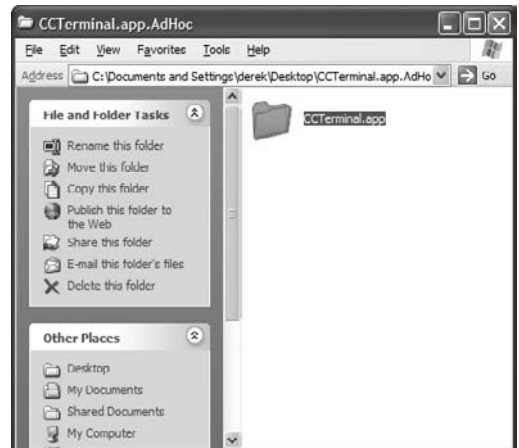 CCTerminal.app.AdHoc
File Edit View Favorites Tools Help
Address C:\Documents and Settings\derek\Desktop\CCTerminal.app.AdHo Go
File and Folder Tasks
Rename this folder
Move this folder
Copy this folder
Publish this folder to
the Web
Share this folder
E-mail this folder's files
Delete this folder
Other Places
Desktop
My Documents
Shared Documents
My Computer
CCTerminal.app